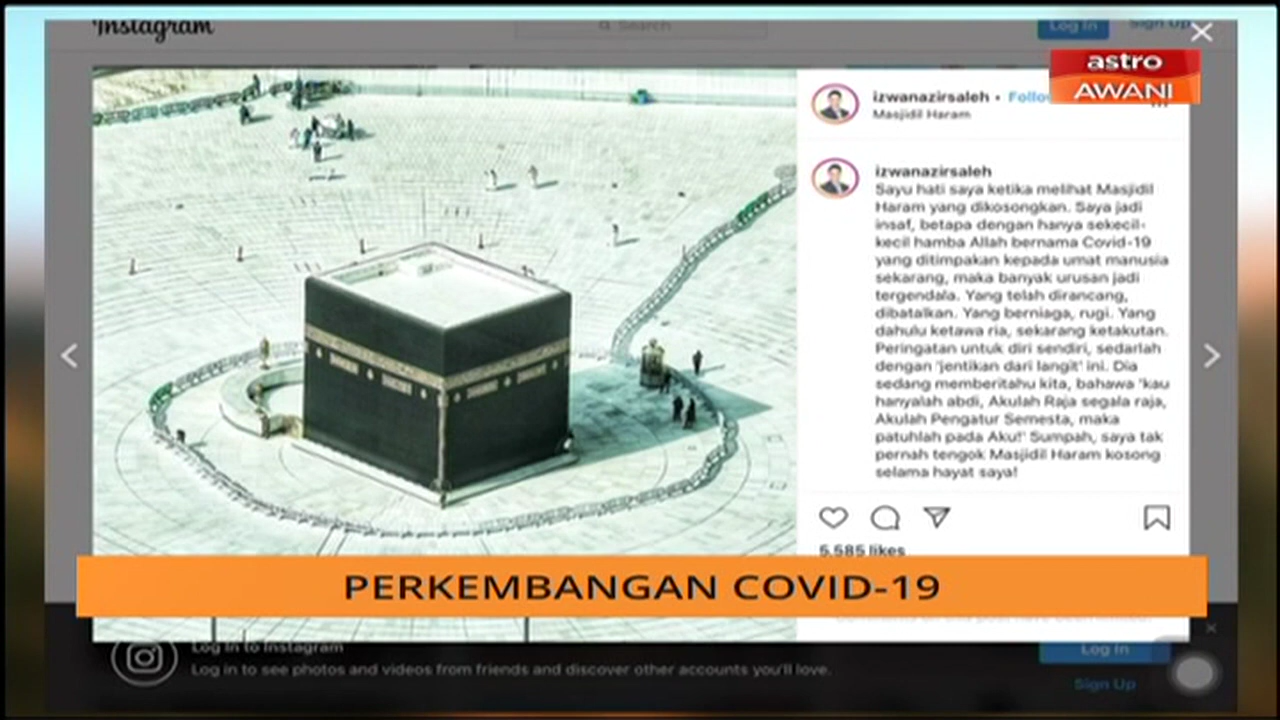 Instagram
Search
Log In
Sign Up
astro
AWANI
izwanazirsaleh •
Masjidil Haram
izwanazirsaleh
Sayu hati saya ketika melihat Masjidil
Haram yang dikosongkan. Saya jadi
insaf, betapa dengan hanya sekecil-
kecil hamba Allah bernama Covid-19
yang ditimpakan kepada umat manusia
sekarang, maka banyak urusan jadi
tergendala. Yang telah dirancang,
dibatalkan. Yang berniaga, rugi. Yang
dahulu ketawa ria, sekarang ketakutan.
Peringatan untuk diri sendiri, sedarlah
dengan 'jentikan dari langit' ini. Dia
sedang memberitahu kita, bahawa 'kau
hanyalah abdi, Akulah Raja segala raja,
Akulah Pengatur Semesta, maka
patuhlah pada Aku!' Sumpah, saya tak
pernah tengok Masjidil Haram kosong
selama hayat saya!
5,585 likes
PERKEMBANGAN COVID-19
Log In to Instagram
Log in to see photos and videos from friends and discover other accounts you'll love.
Log In
Sign Up